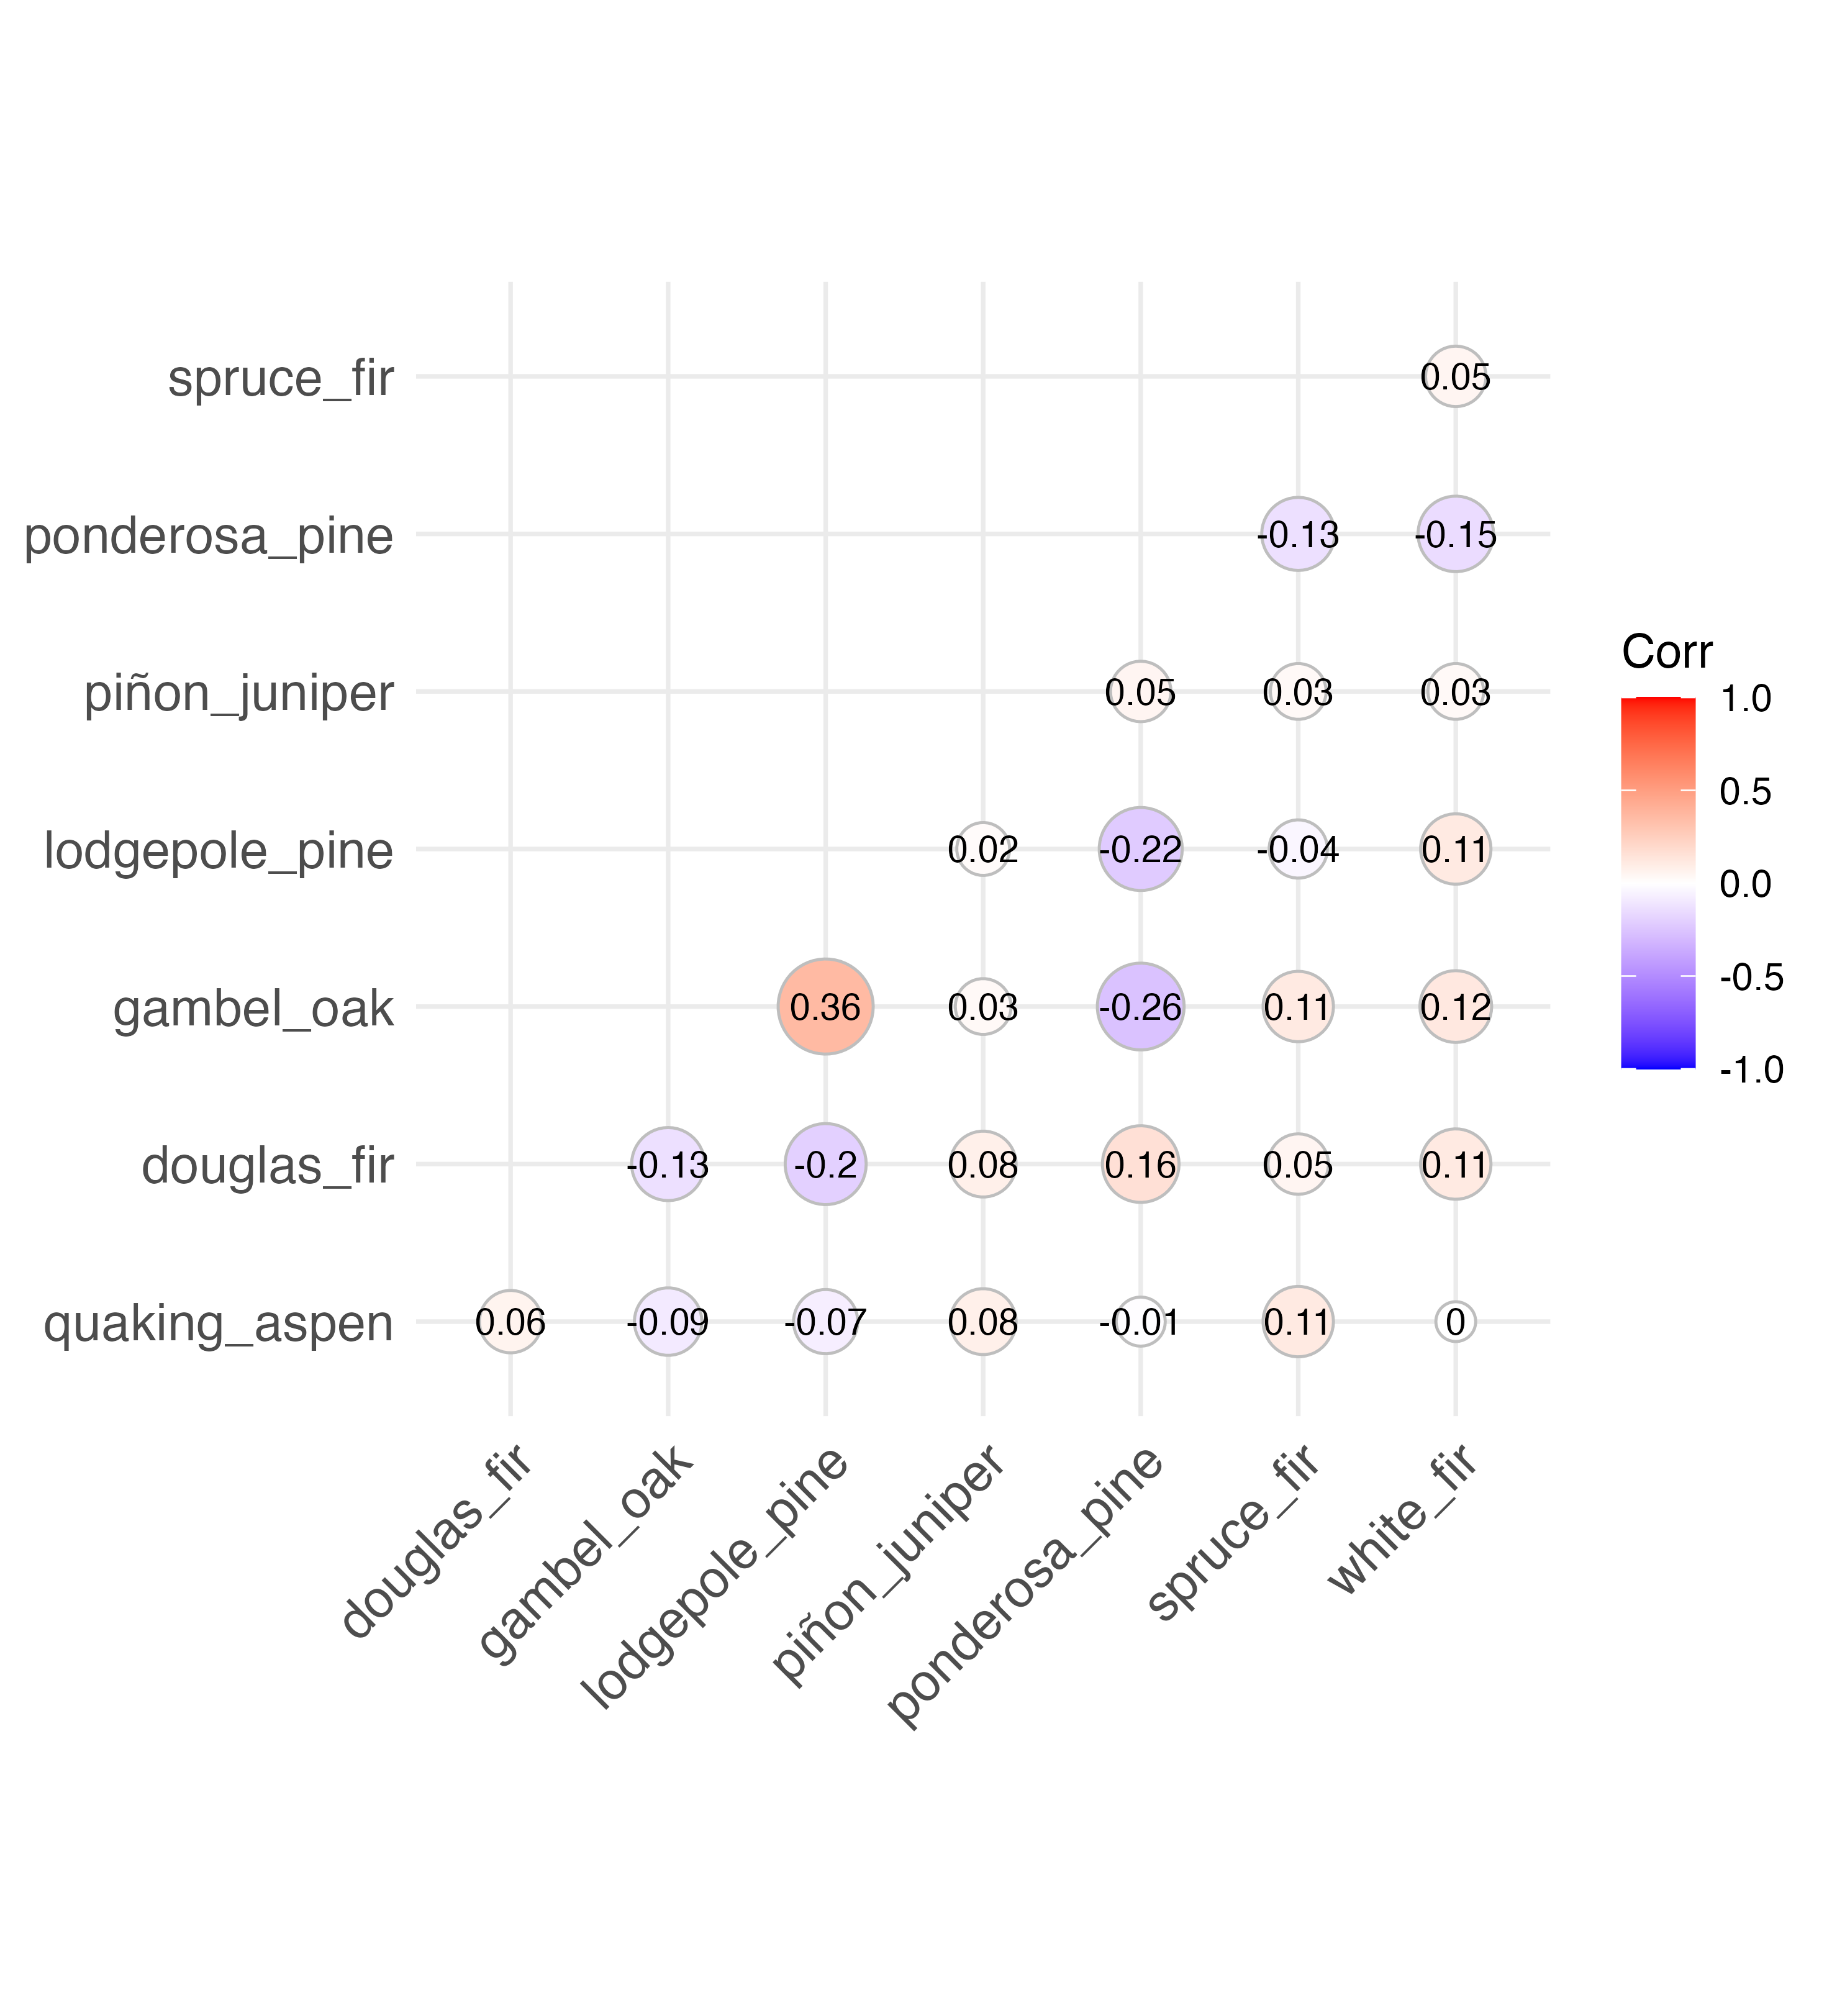 spruce_fir 0.05
ponderosa_pine -0.13 -0.15
piñon_juniper 0.05 0.03 0.03
lodgepole_pine 0.02 -0.22 -0.04 0.11
gambel_oak 0.36 0.03 -0.26 0.11 0.12
douglas_fir -0.13 -0.2 0.08 0.16 0.05 0.11
quaking_aspen 0.06 -0.09 -0.07 0.08 -0.01 0.11 0
douglas_fir
gambel_oak
lodgepole_pine
piñon_juniper
ponderosa_pine
spruce_fir
white_fir
Corr
1.0
0.5
0.0
-0.5
-1.0